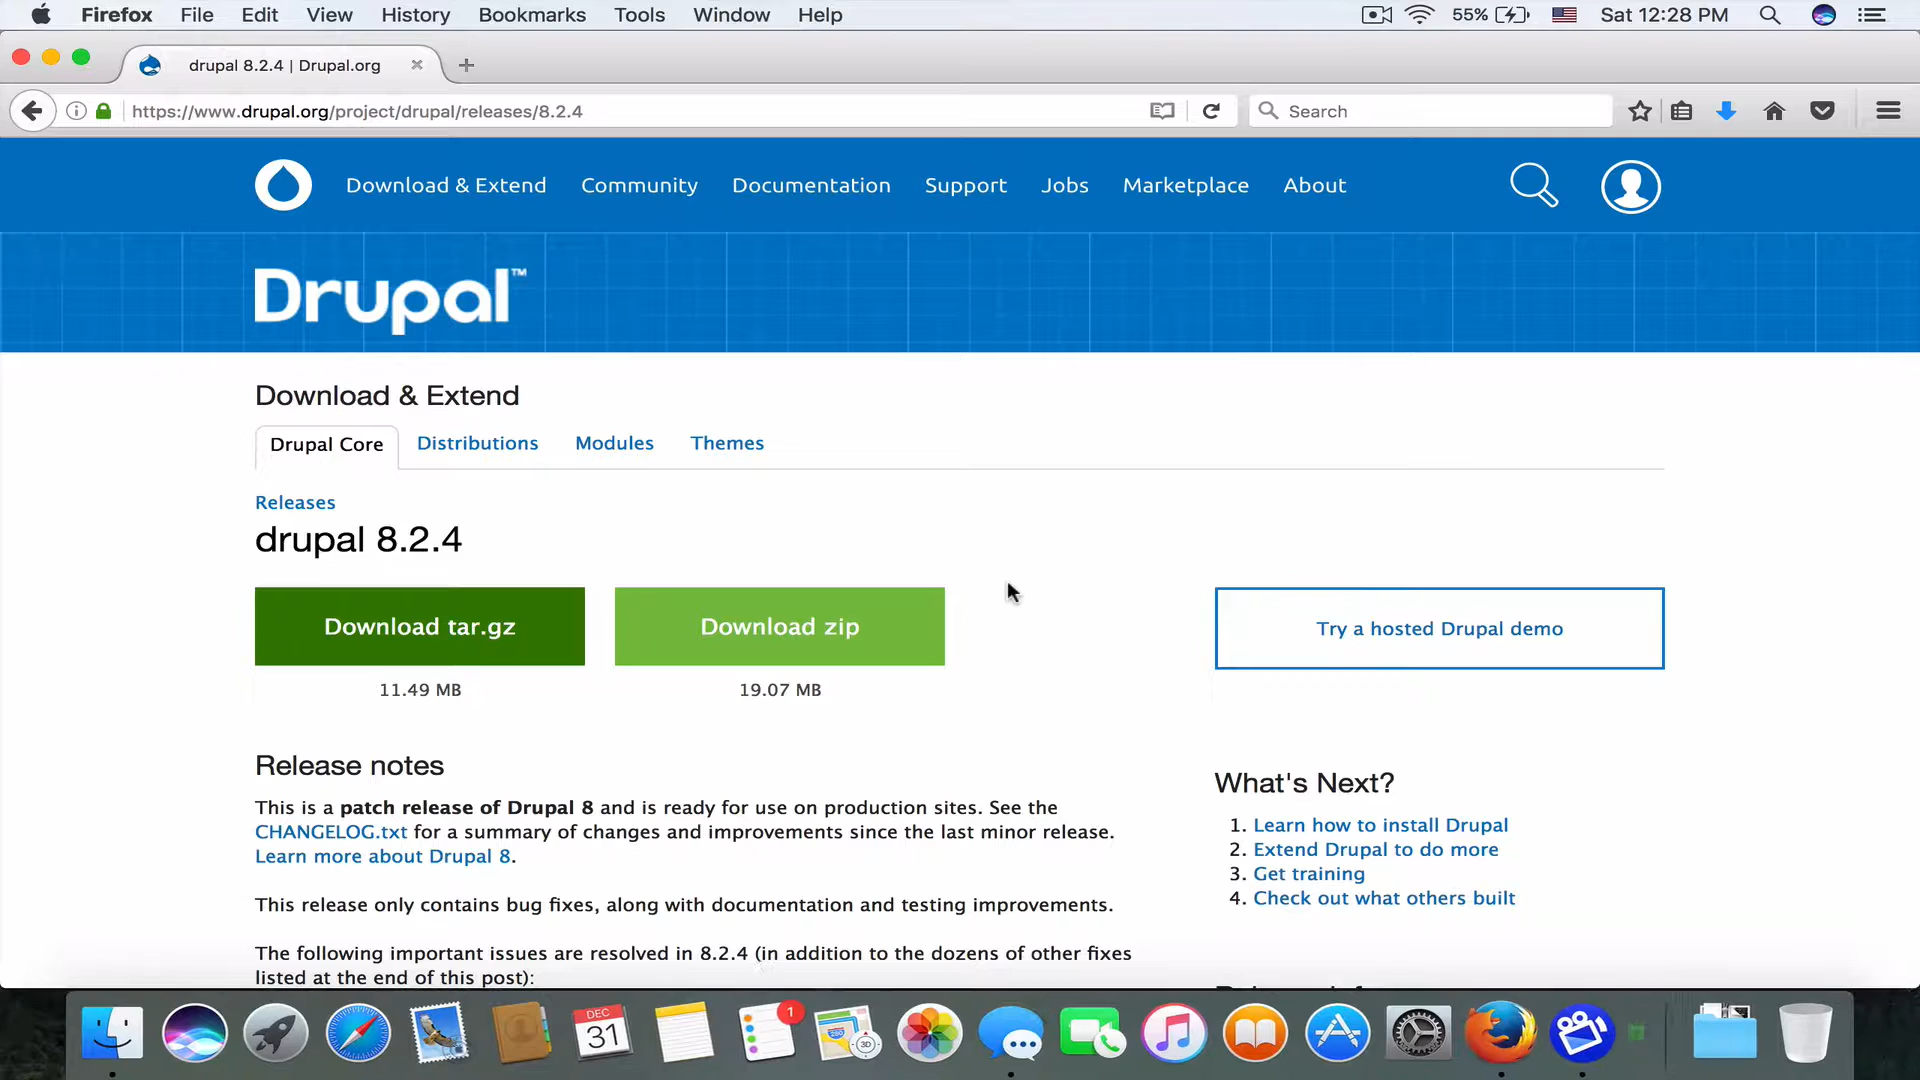 Firefox File Edit View History Bookmarks Tools Window Help 55% Sat 12:28 PM
drupal 8.2.4 | Drupal.org
https://www.drupal.org/project/drupal/releases/8.2.4 Search
Download & Extend Community Documentation Support Jobs Marketplace About
Drupal™
Download & Extend
Drupal Core Distributions Modules Themes
Releases
drupal 8.2.4
Download tar.gz Download zip Try a hosted Drupal demo
11.49 MB 19.07 MB
Release notes
This is a patch release of Drupal 8 and is ready for use on production sites. See the
CHANGELOG.txt for a summary of changes and improvements since the last minor release.
Learn more about Drupal 8.
This release only contains bug fixes, along with documentation and testing improvements.
The following important issues are resolved in 8.2.4 (in addition to the dozens of other fixes
listed at the end of this post):
What's Next?
1. Learn how to install Drupal
2. Extend Drupal to do more
3. Get training
4. Check out what others built
DEC
31
1
280
3D